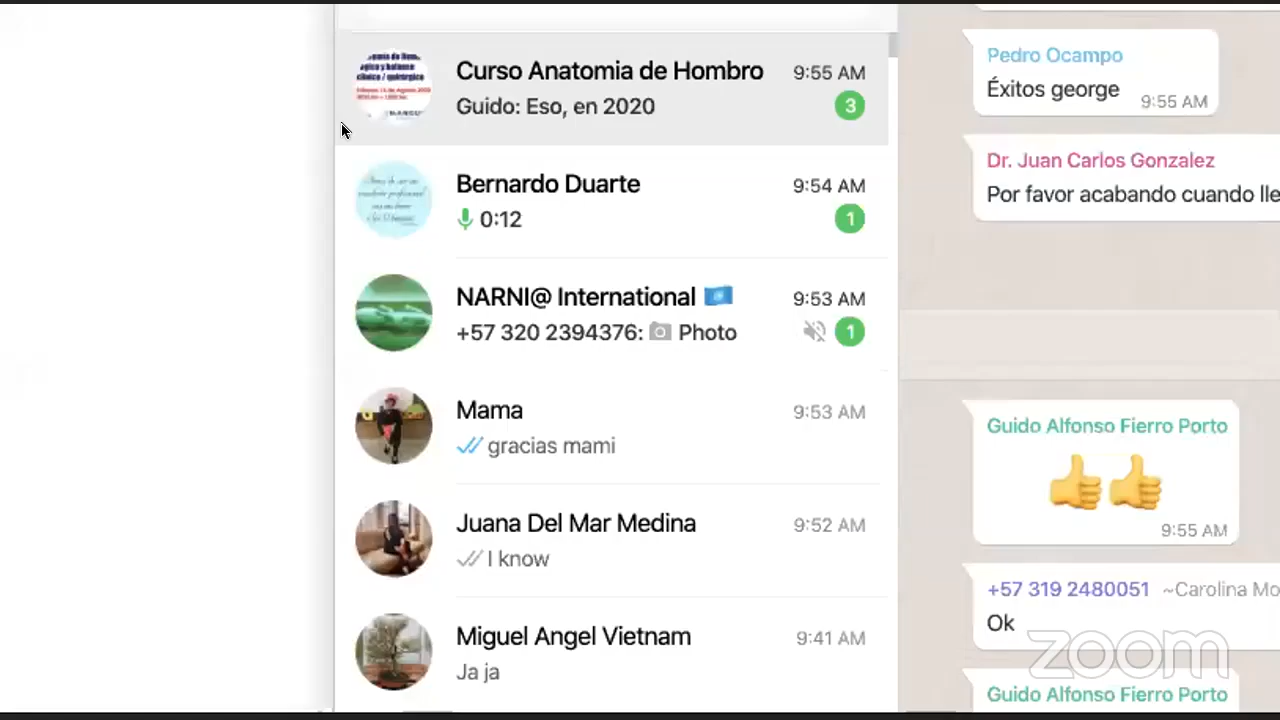 Curso Anatomia de Hombro 9:55 AM
Guido: Eso, en 2020 3
Bernardo Duarte 9:54 AM
0:12 1
NARNI@ International 9:53 AM
+57 320 2394376: Photo 1
Mama 9:53 AM
gracias mami
Juana Del Mar Medina 9:52 AM
I know
Miguel Angel Vietnam 9:41 AM
Ja ja
Pedro Ocampo
Éxitos george 9:55 AM
Dr. Juan Carlos Gonzalez
Por favor acabando cuando lle
Guido Alfonso Fierro Porto
9:55 AM
+57 319 2480051 ~Carolina Mo
Ok
zoom
Guido Alfonso Fierro Porto